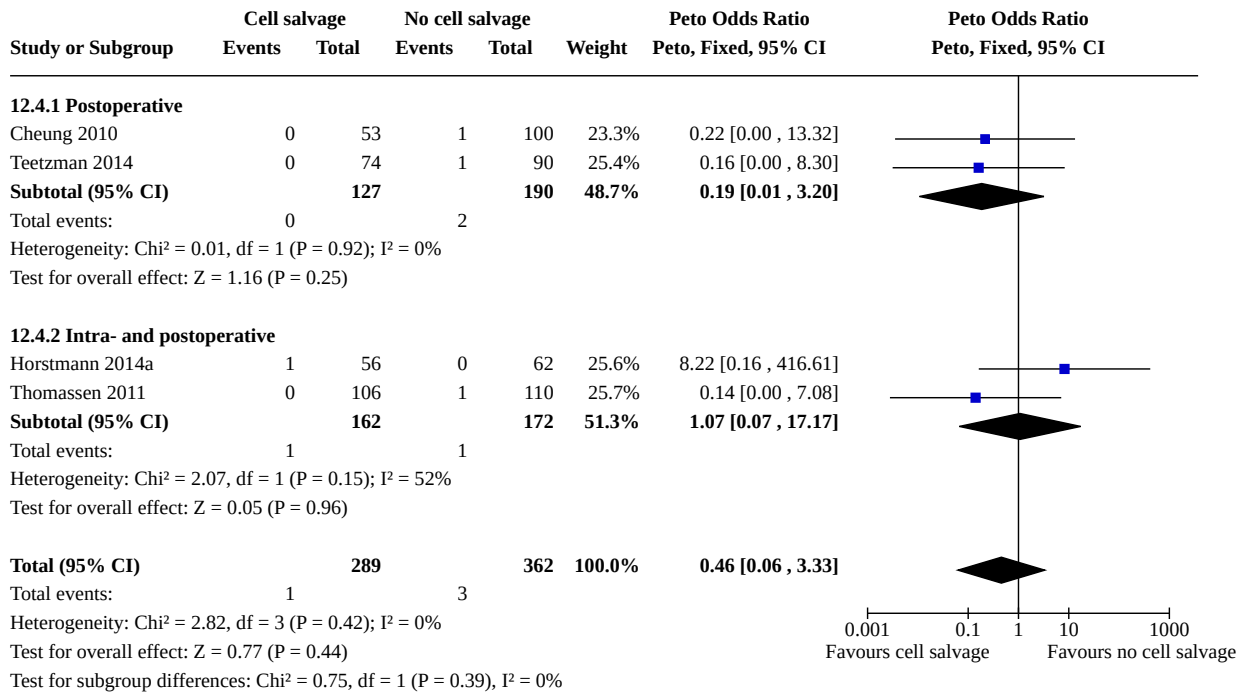 Cell salvage No cell salvage Peto Odds Ratio Peto Odds Ratio
Study or Subgroup Events Total Events Total Weight Peto, Fixed, 95% CI Peto, Fixed, 95% CI
12.4.1 Postoperative
Cheung 2010 0 53 1 100 23.3% 0.22 [0.00 , 13.32]
Teetzman 2014 0 74 1 90 25.4% 0.16 [0.00 , 8.30]
Subtotal (95% CI) 127 190 48.7% 0.19 [0.01 , 3.20]
Total events: 0 2
Heterogeneity: Chi² = 0.01, df = 1 (P = 0.92); I² = 0%
Test for overall effect: Z = 1.16 (P = 0.25)
12.4.2 Intra- and postoperative
Horstmann 2014a 1 56 0 62 25.6% 8.22 [0.16 , 416.61]
Thomassen 2011 0 106 1 110 25.7% 0.14 [0.00 , 7.08]
Subtotal (95% CI) 162 172 51.3% 1.07 [0.07 , 17.17]
Total events: 1 1
Heterogeneity: Chi² = 2.07, df = 1 (P = 0.15); I² = 52%
Test for overall effect: Z = 0.05 (P = 0.96)
Total (95% CI) 289 362 100.0% 0.46 [0.06 , 3.33]
Total events: 1 3
Heterogeneity: Chi² = 2.82, df = 3 (P = 0.42); I² = 0%
0.001 0.1 1 10 1000
Test for overall effect: Z = 0.77 (P = 0.44)
Favours cell salvage Favours no cell salvage
Test for subgroup differences: Chi² = 0.75, df = 1 (P = 0.39), I² = 0%